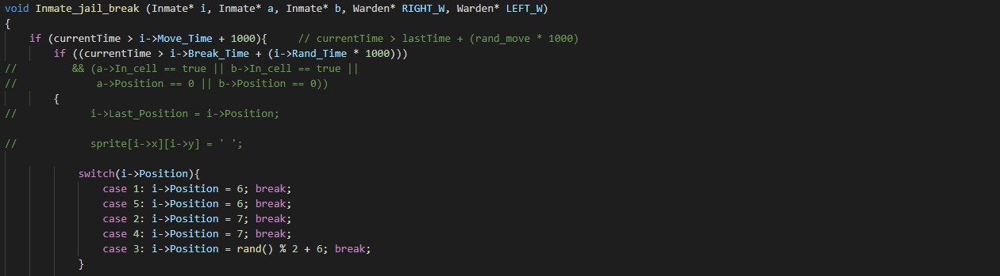 void Inmate_jail_break (Inmate* i, Inmate* a, Inmate* b, Warden* RIGHT_W, Warden* LEFT_W)
{
    if (currentTime > i->Move_Time + 1000){     // currentTime > lastTime + (rand_move * 1000)
        if ((currentTime > i->Break_Time + (i->Rand_Time * 1000)))
//         && (a->In_cell == true || b->In_cell == true ||
//             a->Position == 0 || b->Position == 0))
        {
//            i->Last_Position = i->Position;
//            sprite[i->x][i->y] = ' ';
            switch(i->Position){
                case 1: i->Position = 6; break;
                case 5: i->Position = 6; break;
                case 2: i->Position = 7; break;
                case 4: i->Position = 7; break;
                case 3: i->Position = rand() % 2 + 6; break;
            }